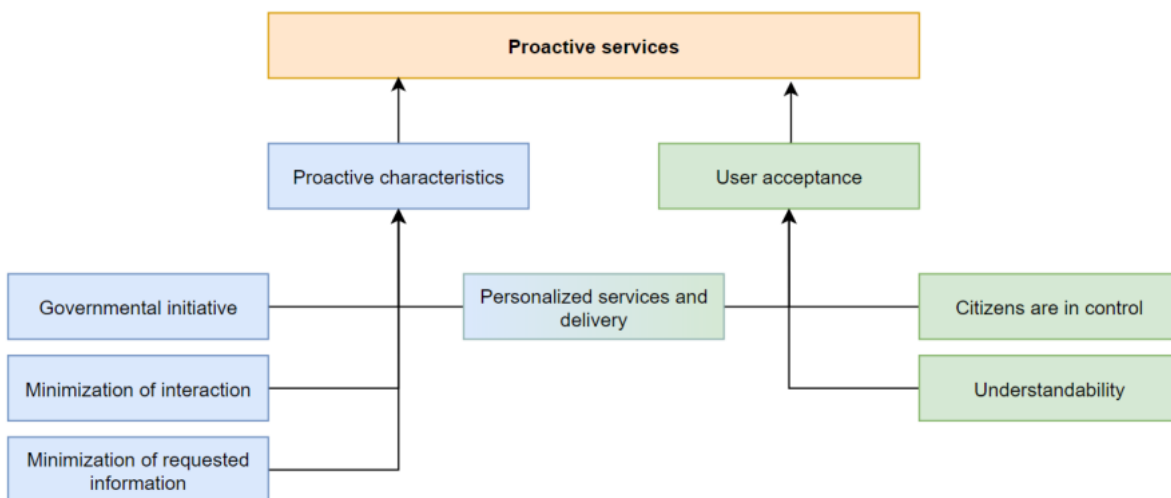 Proactive services
Proactive characteristics
User acceptance
Governmental initiative
Personalized services and
delivery
Citizens are in control
Minimization of interaction
Understandability
Minimization of requested
information